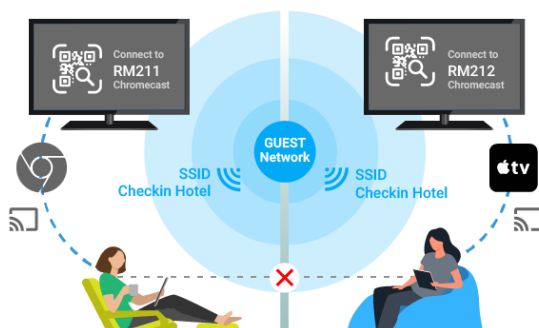 Connect to
RM211
Chromecast
Connect to
RM212
Chromecast
GUEST
Network
SSID
Checkin Hotel
SSID
Checkin Hotel
tv